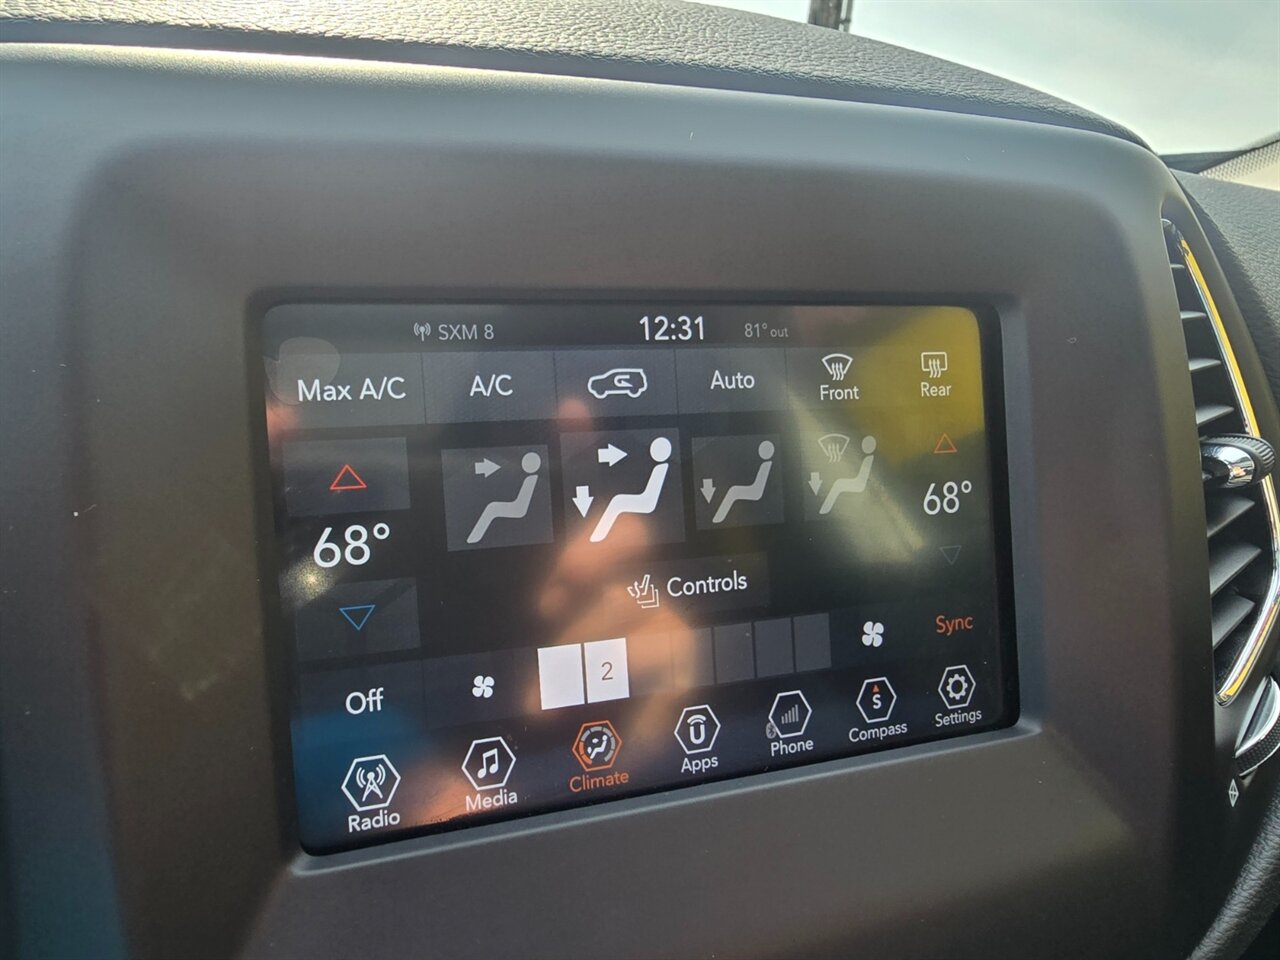 SXM 8 12:31 81° out
Max A/C A/C Auto Front Rear
68° 68°
Controls
Sync
Off 2
Radio Media Climate Apps Phone Compass Settings
U
S